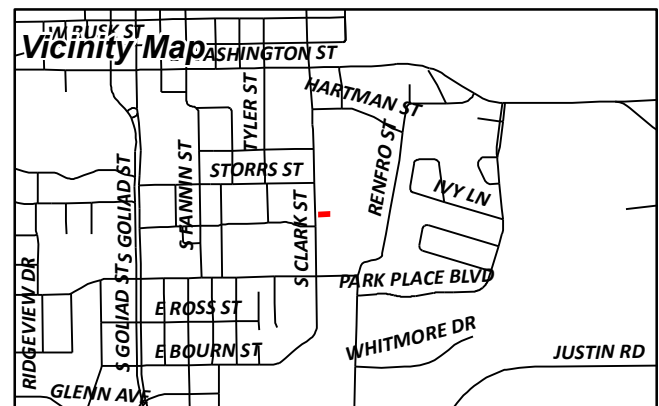 W RUSK ST
Vicinity Map
WASHINGTON ST
HARTMAN ST
TYLER ST
RENFRO ST
STORRS ST
S FANNIN ST
S GOLIAD ST
IVY LN
S CLARK ST
RIDGEVIEW DR
S GOLIAD ST
PARK PLACE BLVD
E ROSS ST
WHITMORE DR
E BOURN ST
JUSTIN RD
GLENN AVE